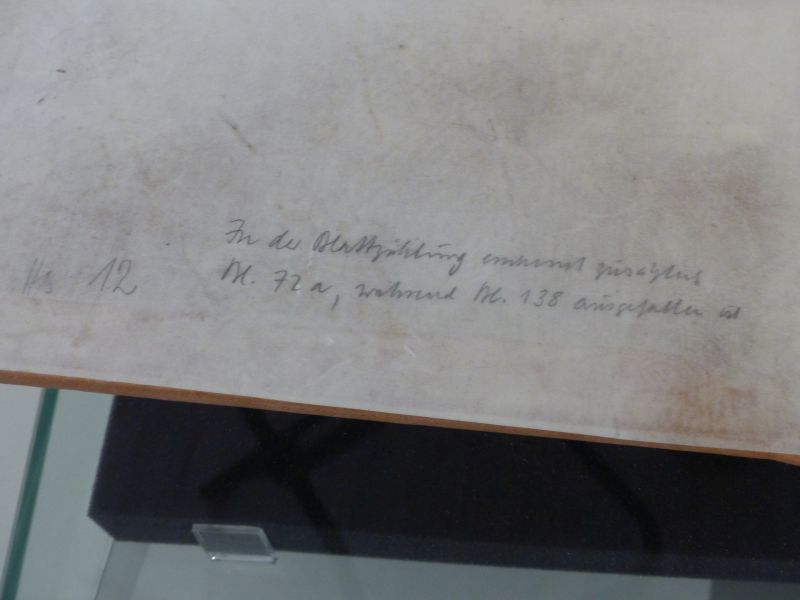 In der Blattzählung erscheint zusätzlich
Hs 12 Bl. 72a, während Bl. 138 ausgefallen ist